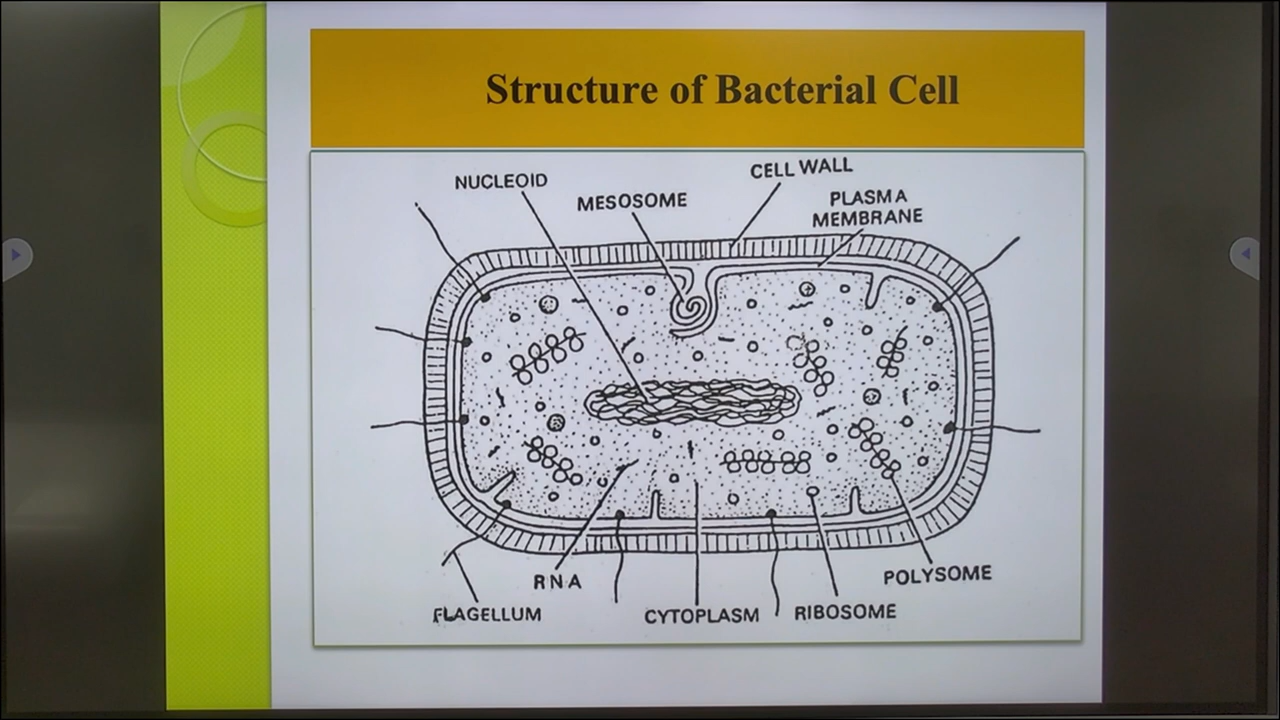 Structure of Bacterial Cell
NUCLEOID
MESOSOME
CELL WALL
PLASMA
MEMBRANE
RNA
FLAGELLUM
CYTOPLASM
RIBOSOME
POLYSOME